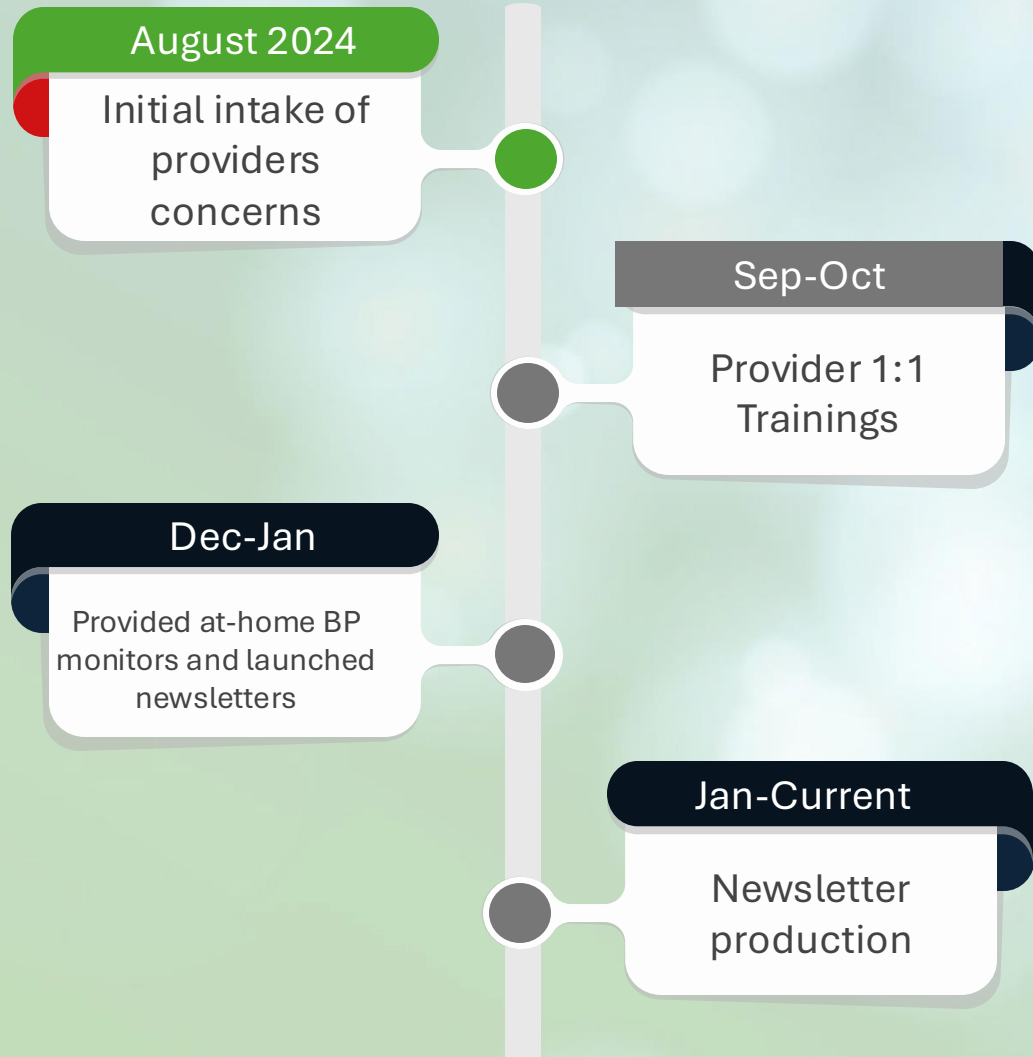 August 2024
Initial intake of
providers
concerns
Sep-Oct
Provider 1:1
Trainings
Dec-Jan
Provided at-home BP
monitors and launched
newsletters
Jan-Current
Newsletter
production